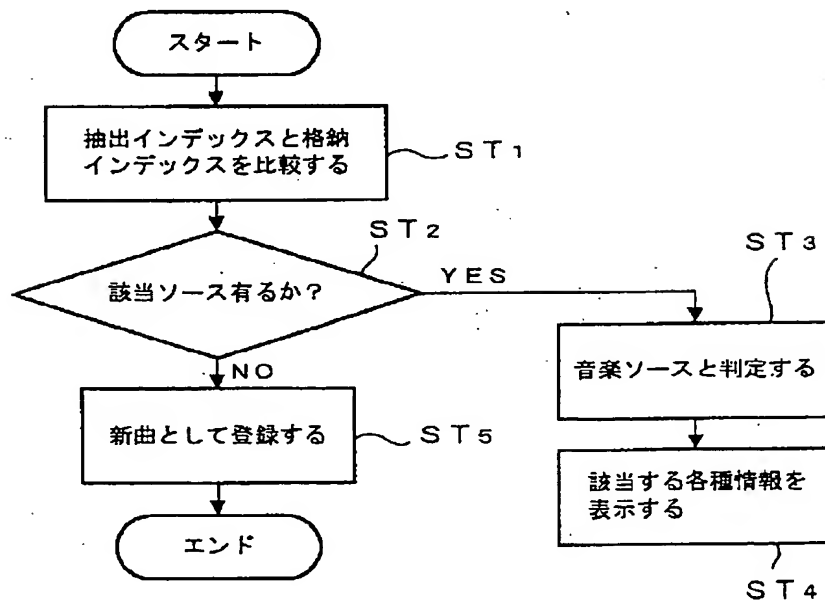 スタート
抽出インデックスと格納
インデックスを比較する
ST1
ST2
該当ソース有るか？
YES
ST3
音楽ソースと判定する
NO
新曲として登録する
ST5
該当する各種情報を
表示する
エンド
ST4